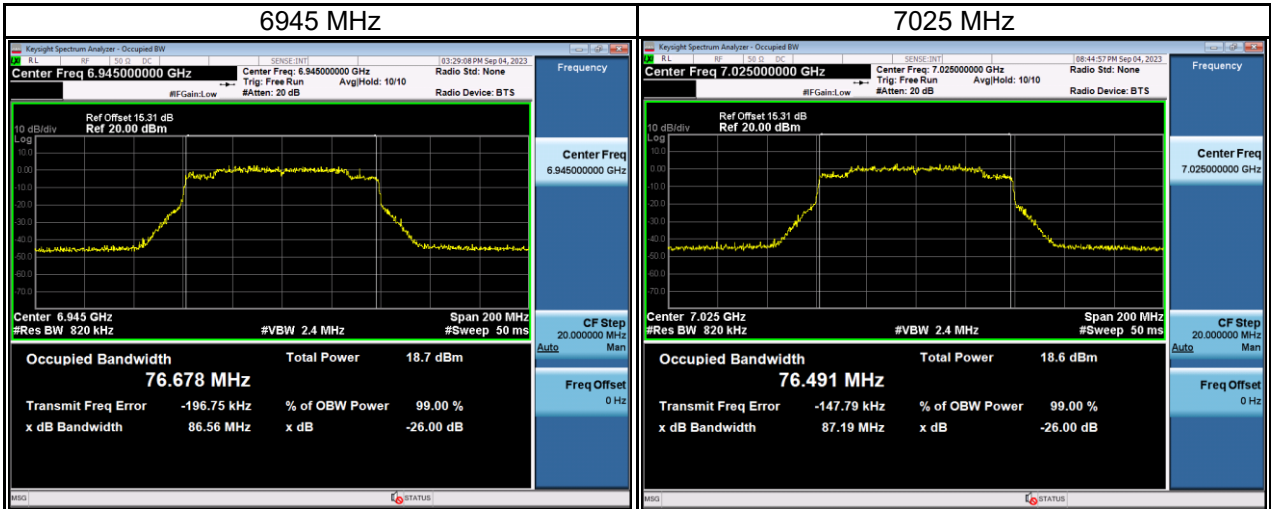 6945 MHz
Keysight Spectrum Analyzer - Occupied BW
RL RF 50 Ω DC SENSE:INT 03:29:08 PM Sep 04, 2023
Center Freq 6.945000000 GHz
Center Freq: 6.945000000 GHz
Radio Std: None
Trig: Free Run Avg|Hold: 10/10
#IFGain:Low #Atten: 20 dB Radio Device: BTS
Ref Offset 15.31 dB
10 dB/div Ref 20.00 dBm
Log
10.0
0.00
-10.0
-20.0
-30.0
-40.0
-50.0
-60.0
-70.0
Center 6.945 GHz Span 200 MHz
#Res BW 820 kHz #VBW 2.4 MHz #Sweep 50 ms
Occupied Bandwidth Total Power 18.7 dBm
76.678 MHz
Transmit Freq Error -196.75 kHz % of OBW Power 99.00 %
x dB Bandwidth 86.56 MHz x dB -26.00 dB
MSG STATUS
Frequency
Center Freq
6.945000000 GHz
CF Step
20.000000 MHz
Auto Man
Freq Offset
0 Hz
7025 MHz
Keysight Spectrum Analyzer - Occupied BW
RL RF 50 Ω DC SENSE:INT 08:44:57 PM Sep 04, 2023
Center Freq 7.025000000 GHz
Center Freq: 7.025000000 GHz
Radio Std: None
Trig: Free Run Avg|Hold: 10/10
#IFGain:Low #Atten: 20 dB Radio Device: BTS
Ref Offset 15.31 dB
10 dB/div Ref 20.00 dBm
Log
10.0
0.00
-10.0
-20.0
-30.0
-40.0
-50.0
-60.0
-70.0
Center 7.025 GHz Span 200 MHz
#Res BW 820 kHz #VBW 2.4 MHz #Sweep 50 ms
Occupied Bandwidth Total Power 18.6 dBm
76.491 MHz
Transmit Freq Error -147.79 kHz % of OBW Power 99.00 %
x dB Bandwidth 87.19 MHz x dB -26.00 dB
MSG STATUS
Frequency
Center Freq
7.025000000 GHz
CF Step
20.000000 MHz
Auto Man
Freq Offset
0 Hz